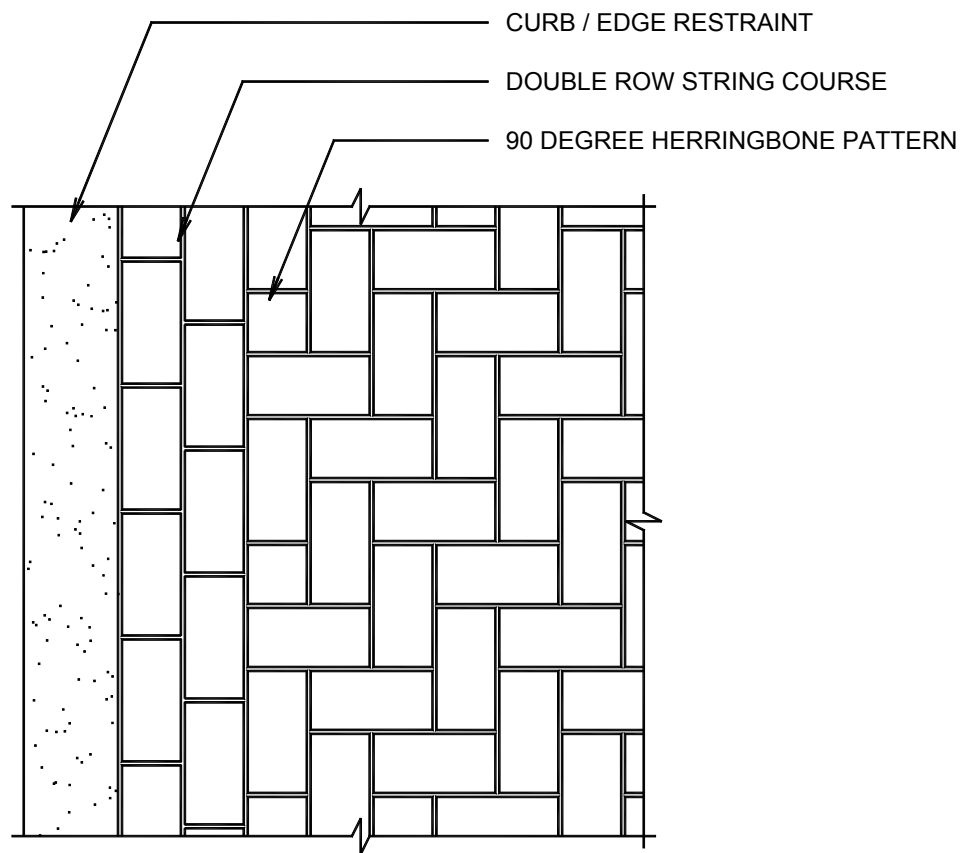 CURB / EDGE RESTRAINT
DOUBLE ROW STRING COURSE
90 DEGREE HERRINGBONE PATTERN